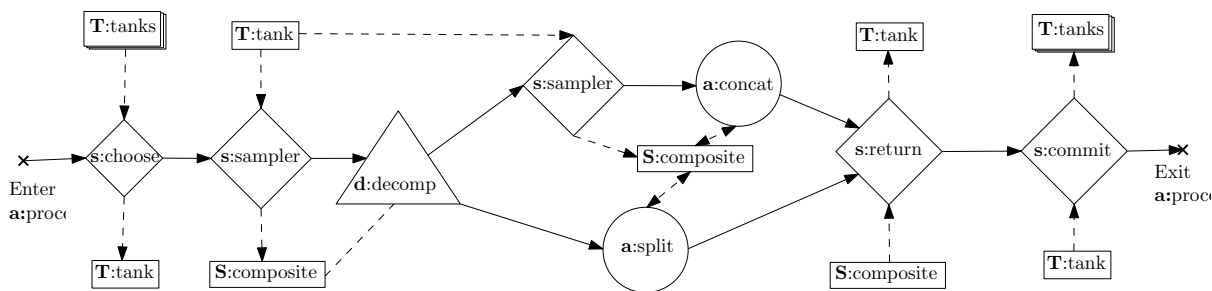 T:tanks
T:tank
T:tank
T:tanks
s:sampler
a:concat
s:choose
s:sampler
d:decomp
S:composite
s:return
s:commit
Enter
Exit
a:split
T:tank
S:composite
S:composite
T:tank